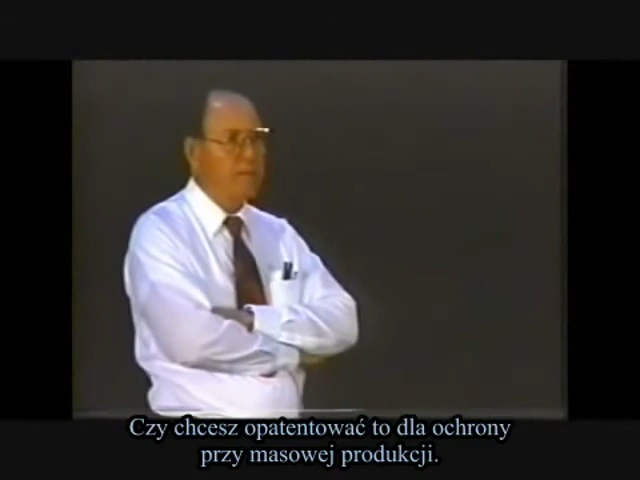 Czy chcesz opatentować to dla ochrony
przy masowej produkcji.